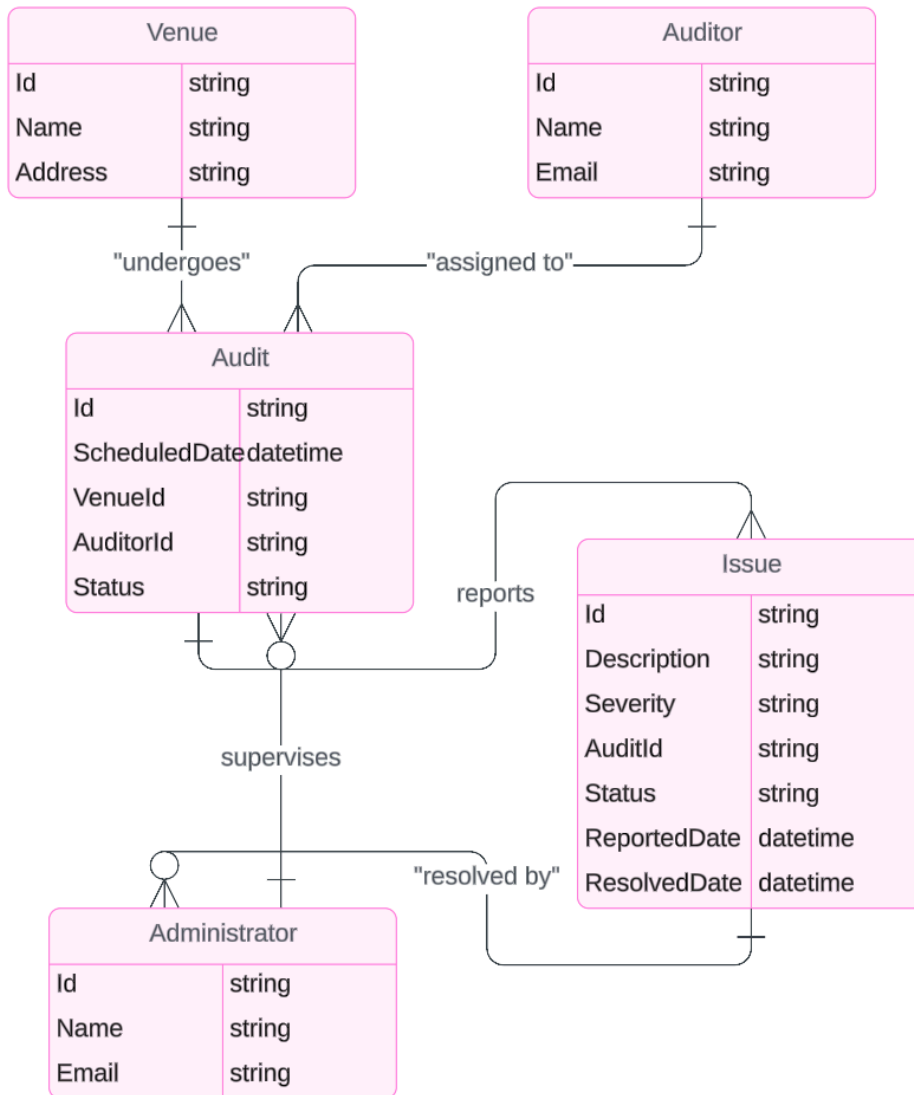 Venue
Id string
Name string
Address string
Auditor
Id string
Name string
Email string
"undergoes"
"assigned to"
Audit
Id string
ScheduledDate datetime
VenueId string
AuditorId string
Status string
reports
Issue
Id string
Description string
Severity string
AuditId string
Status string
ReportedDate datetime
ResolvedDate datetime
supervises
"resolved by"
Administrator
Id string
Name string
Email string